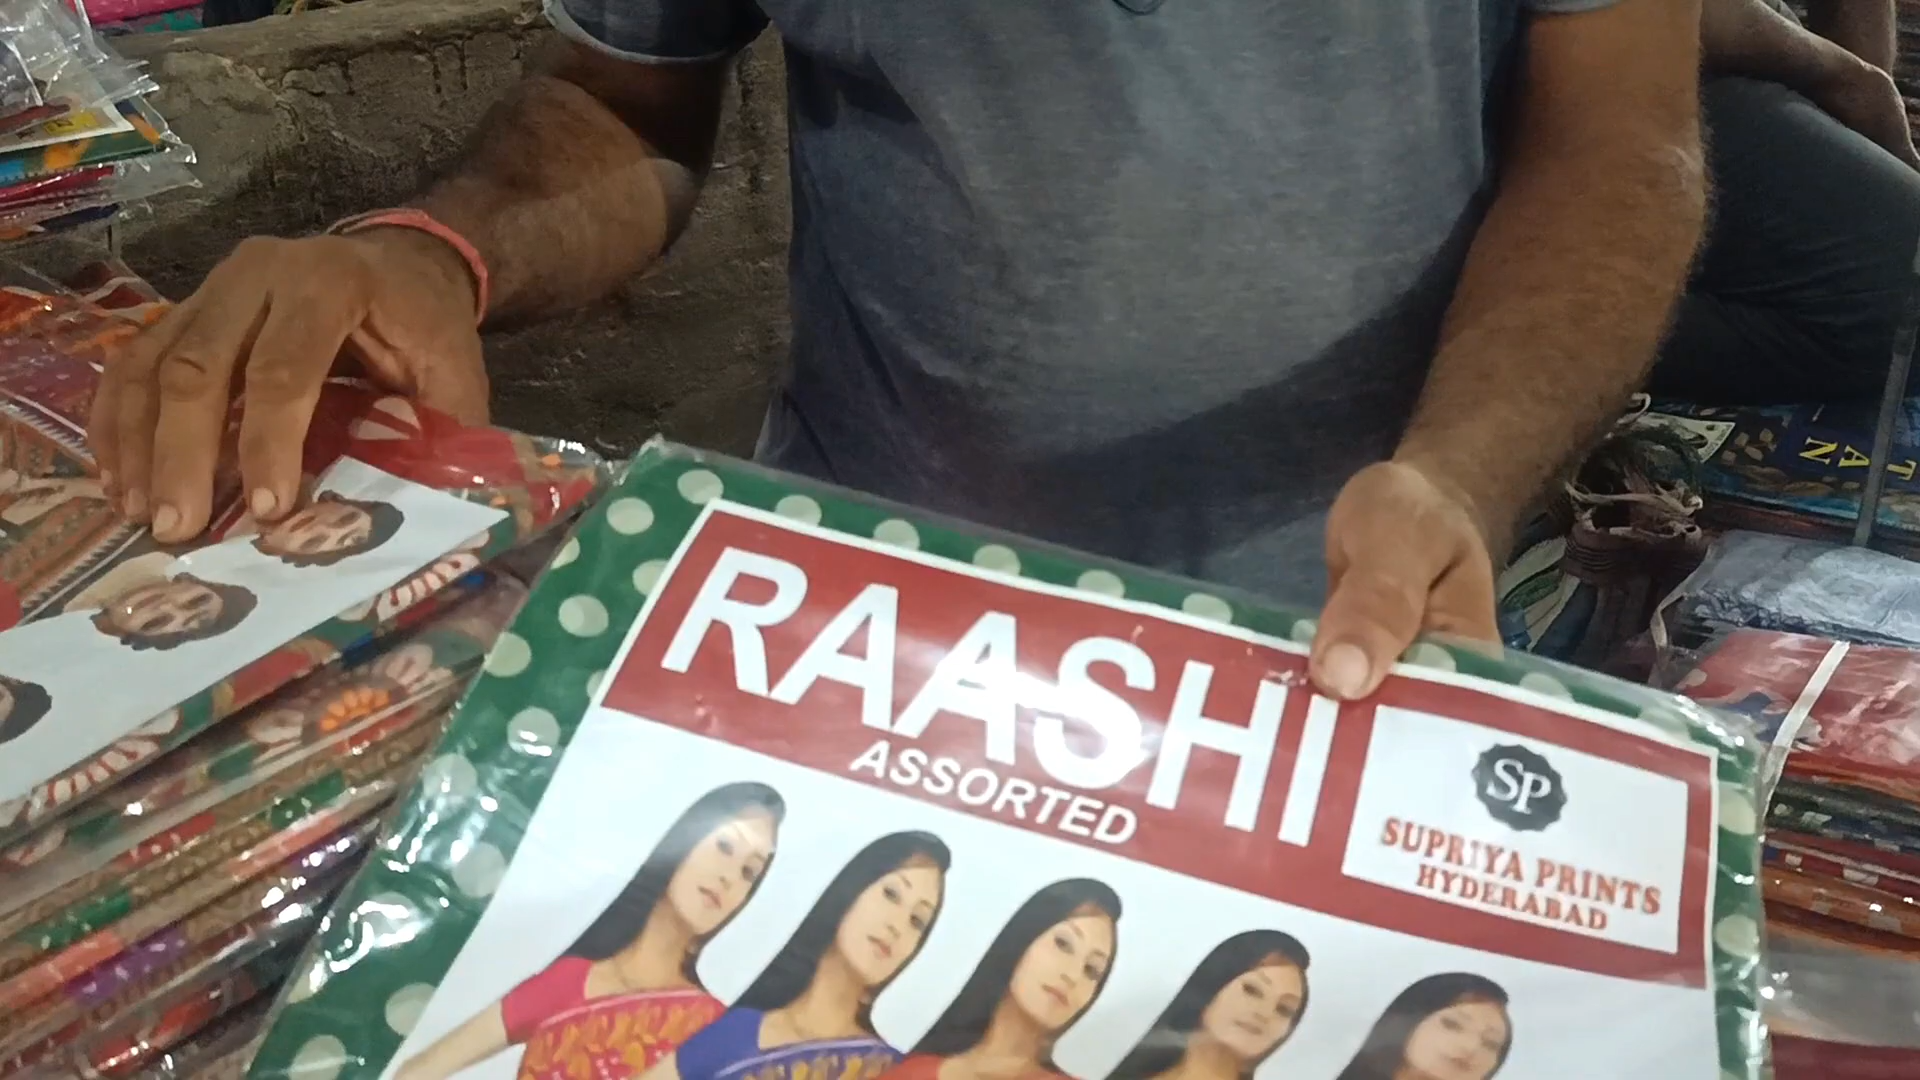 RAASHI
ASSORTED
SP
SUPRIYA PRINTS
HYDERABAD